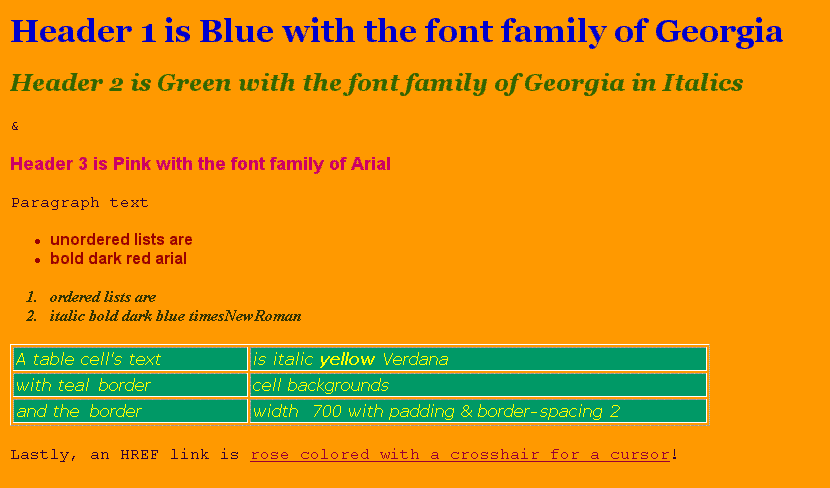 Header 1 is Blue with the font family of Georgia
Header 2 is Green with the font family of Georgia in Italics
&
Header 3 is Pink with the font family of Arial
Paragraph text
• unordered lists are
• bold dark red arial
1. ordered lists are
2. italic bold dark blue timesNewRoman
A table cell's text is italic yellow Verdana
with teal border cell backgrounds
and the border width 700 with padding & border-spacing 2
Lastly, an HREF link is rose colored with a crosshair for a cursor!